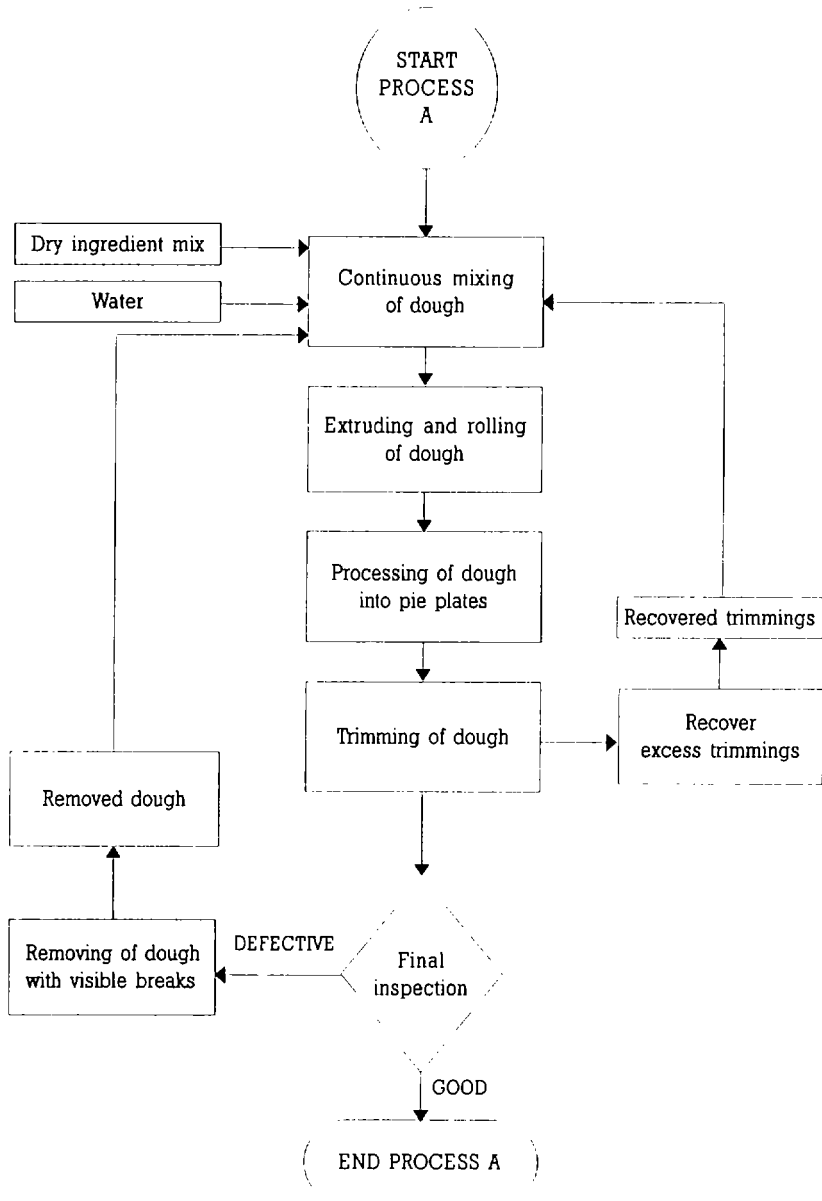 START
PROCESS
A
Dry ingredient mix
Water
Continuous mixing
of dough
Extruding and rolling
of dough
Processing of dough
into pie plates
Recovered trimmings
Trimming of dough
Recover
excess trimmings
Removed dough
Removing of dough
with visible breaks
DEFECTIVE
Final
inspection
GOOD
END PROCESS A